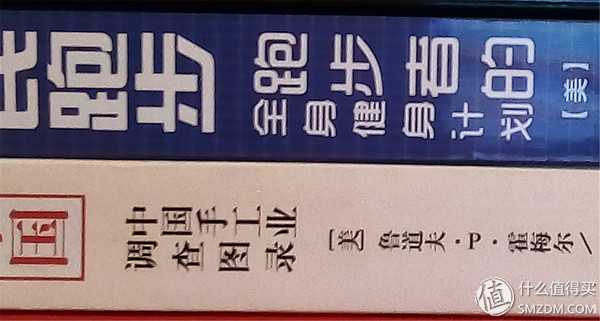 跑步
跑步者的
全身健身计划
[美]
国
中国手工业
调查图录
[美] 鲁道夫·P·霍梅尔/
值 什么值得买
SMZDM.COM